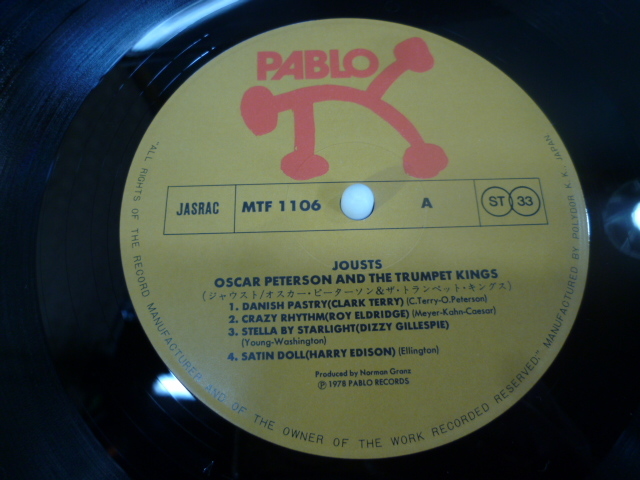 PABLO
JASRAC
MTF 1106
A
ST 33
JOUSTS
OSCAR PETERSON AND THE TRUMPET KINGS
(ジャウスト/オスカー・ピーターソン&ザ・トランペット・キングス)
1. DANISH PASTRY(CLARK TERRY) (C.Terry-O.Peterson)
2. CRAZY RHYTHM(ROY ELDRIDGE) (Meyer-Kahn-Caesar)
3. STELLA BY STARLIGHT(DIZZY GILLESPIE)
(Young-Washington)
4. SATIN DOLL(HARRY EDISON) (Ellington)
Produced by Norman Granz
℗ 1978 PABLO RECORDS
"ALL RIGHTS OF THE RECORD MANUFACTURER AND OF THE OWNER OF THE WORK RECORDED RESERVED." MANUFACTURED BY POLYDOR K.K. JAPAN